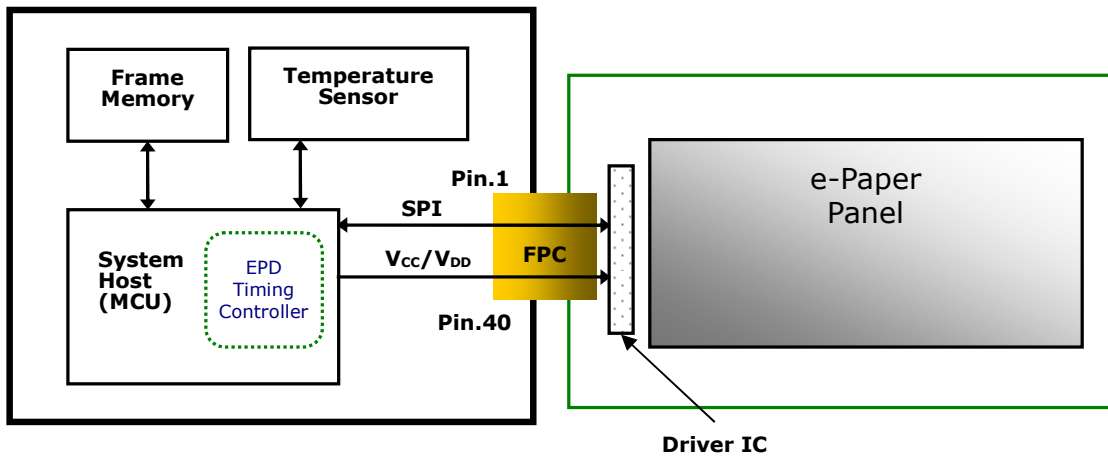 Frame
Memory
Temperature
Sensor
Pin.1
SPI
System
Host
(MCU)
EPD
Timing
Controller
VCC/VDD
FPC
Pin.40
e-Paper
Panel
Driver IC